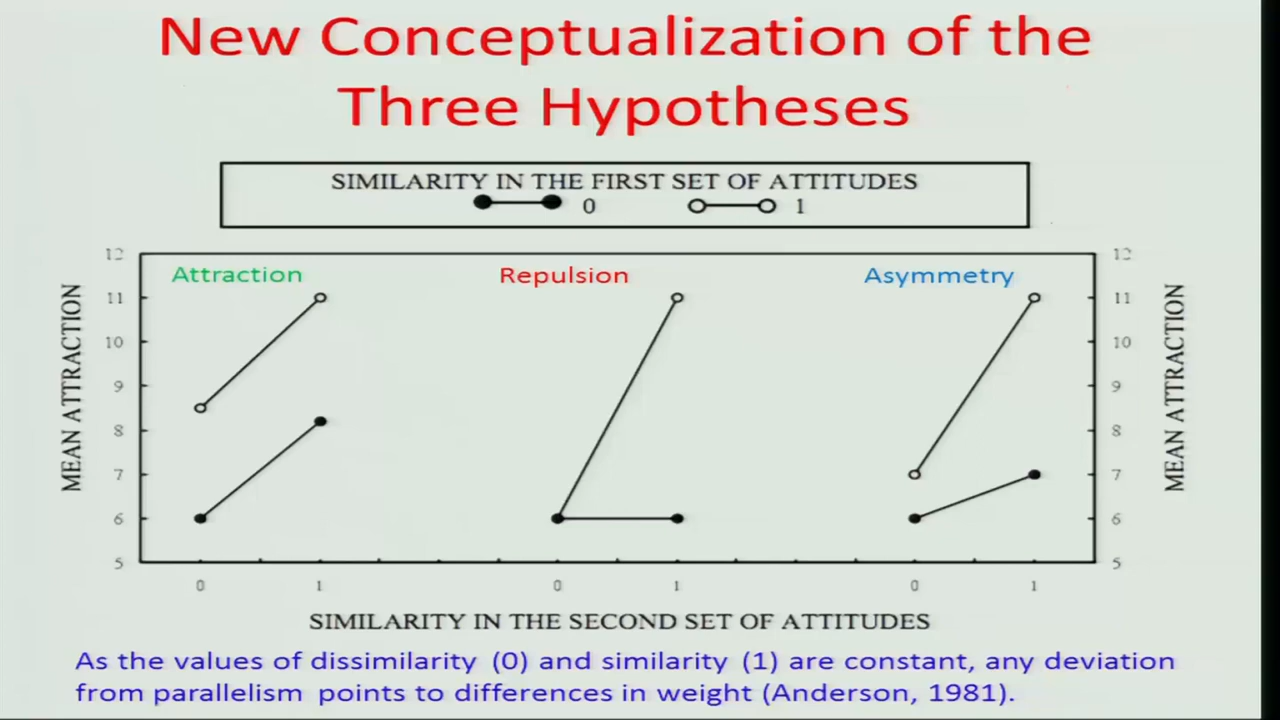 New Conceptualization of the
Three Hypotheses
SIMILARITY IN THE FIRST SET OF ATTITUDES
0 1
12 12
Attraction Repulsion Asymmetry
11 11
10 10
9 9
8 8
7 7
6 6
5 5
MEAN ATTRACTION
MEAN ATTRACTION
0 1 0 1 0 1
SIMILARITY IN THE SECOND SET OF ATTITUDES
As the values of dissimilarity (0) and similarity (1) are constant, any deviation
from parallelism points to differences in weight (Anderson, 1981).